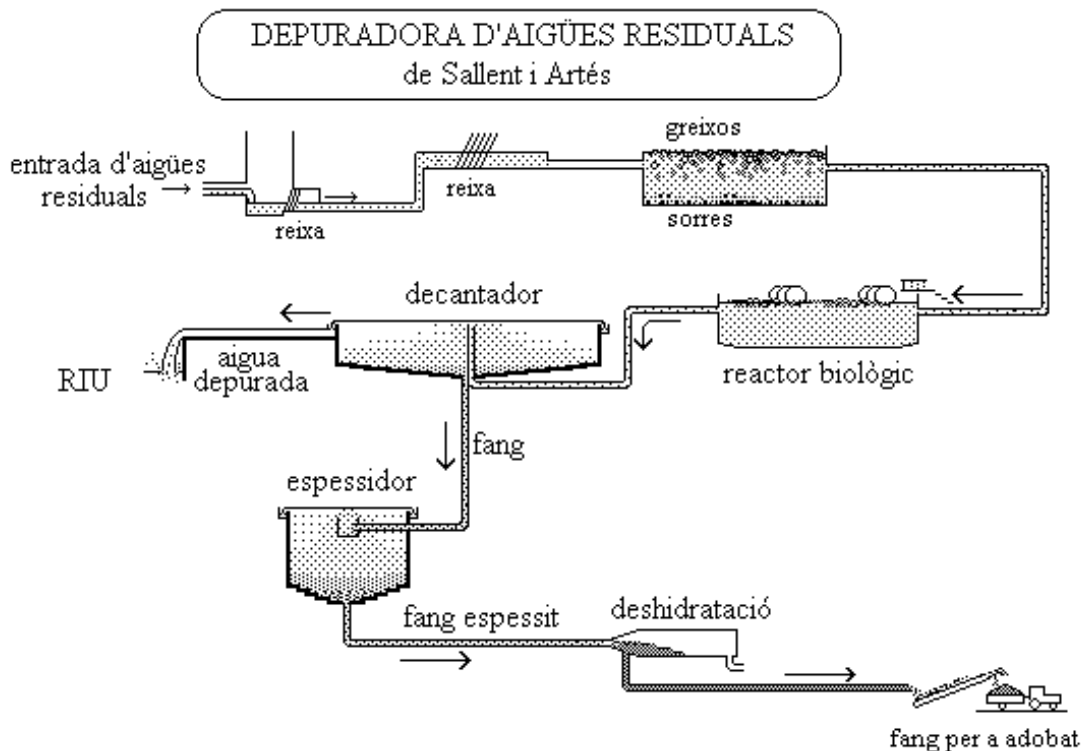 DEPURADORA D'AIGÜES RESIDUALS
de Sallent i Artés
entrada d'aigües
residuals
reixa
reixa
greixos
sorres
decantador
reactor biològic
aigua
depurada
RIU
fang
espessidor
fang espessit
deshidratació
fang per a adobat